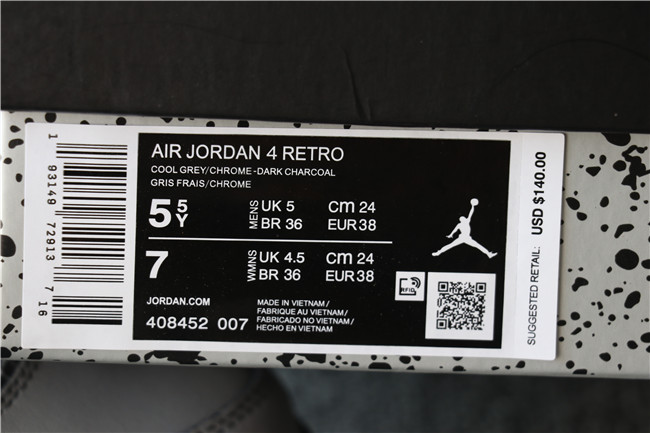 AIR JORDAN 4 RETRO
COOL GREY/CHROME-DARK CHARCOAL
GRIS FRAIS/CHROME
5 5Y MENS UK 5 cm 24
BR 36 EUR 38
7 WMNS UK 4.5 cm 24
BR 36 EUR 38
JORDAN.COM
408452 007
MADE IN VIETNAM/
FABRIQUE AU VIETNAM/
FABRICADO NO VIETNAM/
HECHO EN VIETNAM/
RFID
1 93149 72913 7 16
SUGGESTED RETAIL: USD $140.00